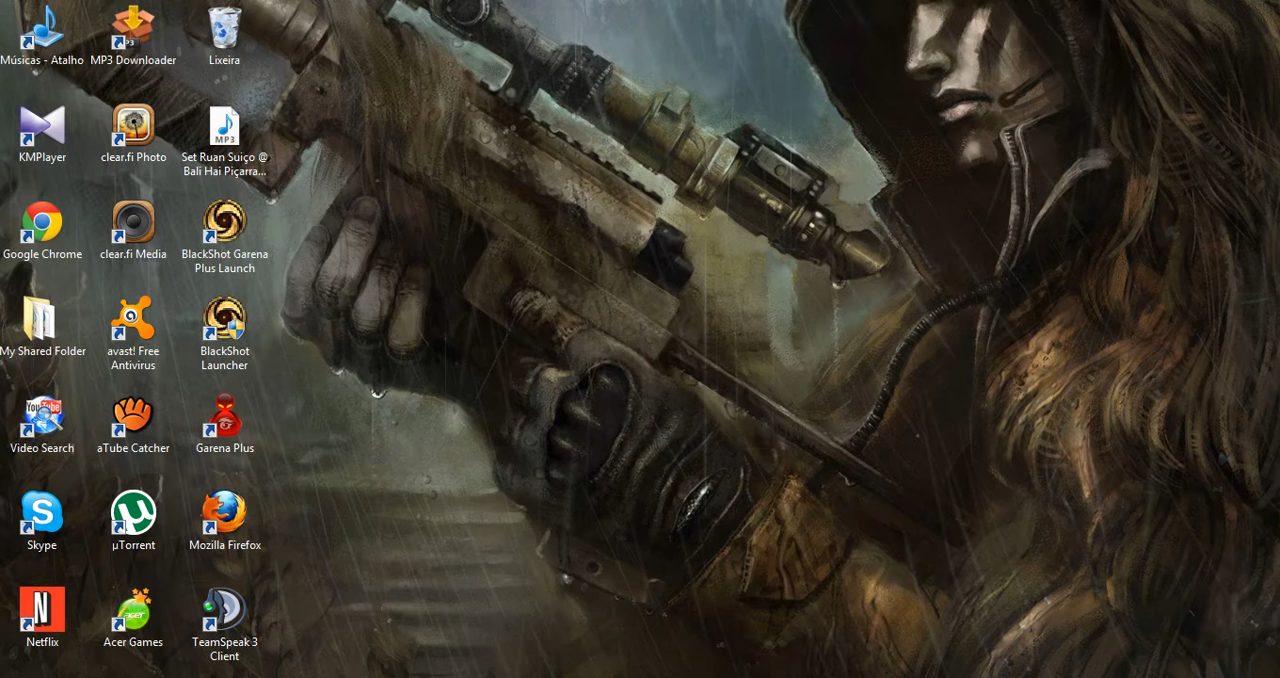 Músicas - Atalho
MP3 Downloader
Lixeira
KMPlayer
clear.fi Photo
MP3
Set Ruan Suiço @
Bali Hai Piçarra...
Google Chrome
clear.fi Media
BlackShot Garena
Plus Launch
My Shared Folder
avast! Free
Antivirus
BlackShot
Launcher
YouTube
Video Search
aTube Catcher
Garena Plus
S
Skype
µ
µTorrent
Mozilla Firefox
N
Netflix
acer
Acer Games
TeamSpeak 3
Client